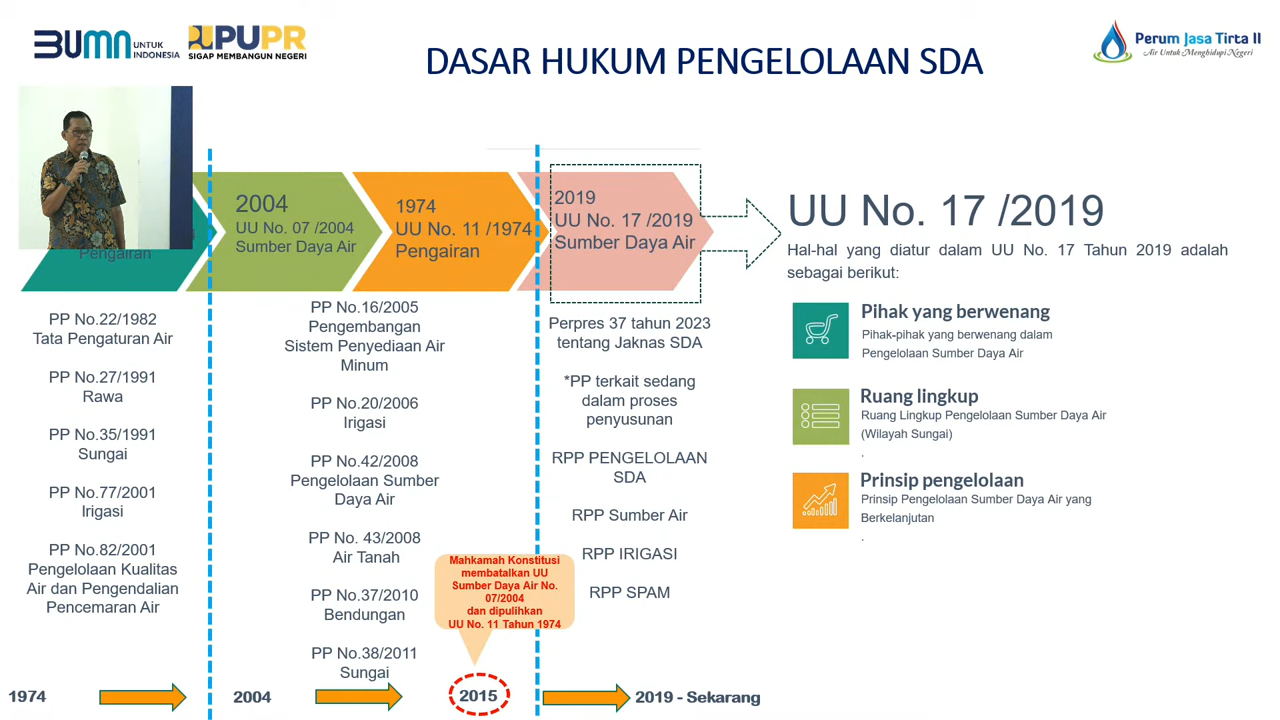 BUMN UNTUK INDONESIA
PUPR
SIGAP MEMBANGUN NEGERI
DASAR HUKUM PENGELOLAAN SDA
Perum Jasa Tirta II
Air Untuk Menghidupi Negeri
Pengairan
2004
UU No. 07 /2004
Sumber Daya Air
1974
UU No. 11 /1974
Pengairan
2019
UU No. 17 /2019
Sumber Daya Air
UU No. 17 /2019
Hal-hal yang diatur dalam UU No. 17 Tahun 2019 adalah
sebagai berikut:
Pihak yang berwenang
Pihak-pihak yang berwenang dalam
Pengelolaan Sumber Daya Air
Ruang lingkup
Ruang Lingkup Pengelolaan Sumber Daya Air
(Wilayah Sungai)
.
Prinsip pengelolaan
Prinsip Pengelolaan Sumber Daya Air yang
Berkelanjutan
.
PP No.22/1982
Tata Pengaturan Air
PP No.27/1991
Rawa
PP No.35/1991
Sungai
PP No.77/2001
Irigasi
PP No.82/2001
Pengelolaan Kualitas
Air dan Pengendalian
Pencemaran Air
PP No.16/2005
Pengembangan
Sistem Penyediaan Air
Minum
PP No.20/2006
Irigasi
PP No.42/2008
Pengelolaan Sumber
Daya Air
PP No. 43/2008
Air Tanah
PP No.37/2010
Bendungan
PP No.38/2011
Sungai
Mahkamah Konstitusi
membatalkan UU
Sumber Daya Air No.
07/2004
dan dipulihkan
UU No. 11 Tahun 1974
Perpres 37 tahun 2023
tentang Jaknas SDA
*PP terkait sedang
dalam proses
penyusunan
RPP PENGELOLAAN
SDA
RPP Sumber Air
RPP IRIGASI
RPP SPAM
1974
2004
2015
2019 - Sekarang